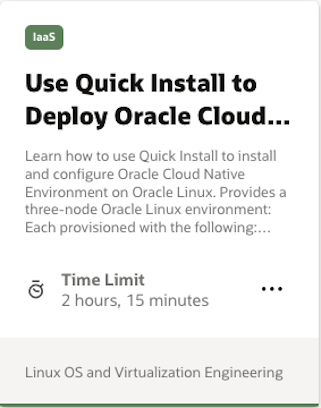 IaaS
Use Quick Install to
Deploy Oracle Cloud...
Learn how to use Quick Install to install
and configure Oracle Cloud Native
Environment on Oracle Linux. Provides a
three-node Oracle Linux environment:
Each provisioned with the following:...
Time Limit
2 hours, 15 minutes
Linux OS and Virtualization Engineering